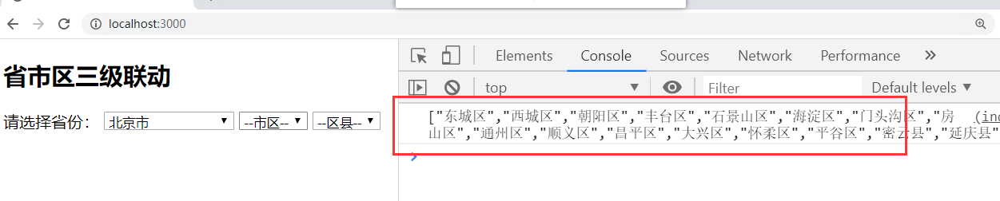 localhost:3000
省市区三级联动
请选择省份： 北京市 --市区-- --区县--
Elements Console Sources Network Performance
top Filter Default levels
["东城区","西城区","朝阳区","丰台区","石景山区","海淀区","门头沟区","房
山区","通州区","顺义区","昌平区","大兴区","怀柔区","平谷区","密云县","延庆县"
(ind